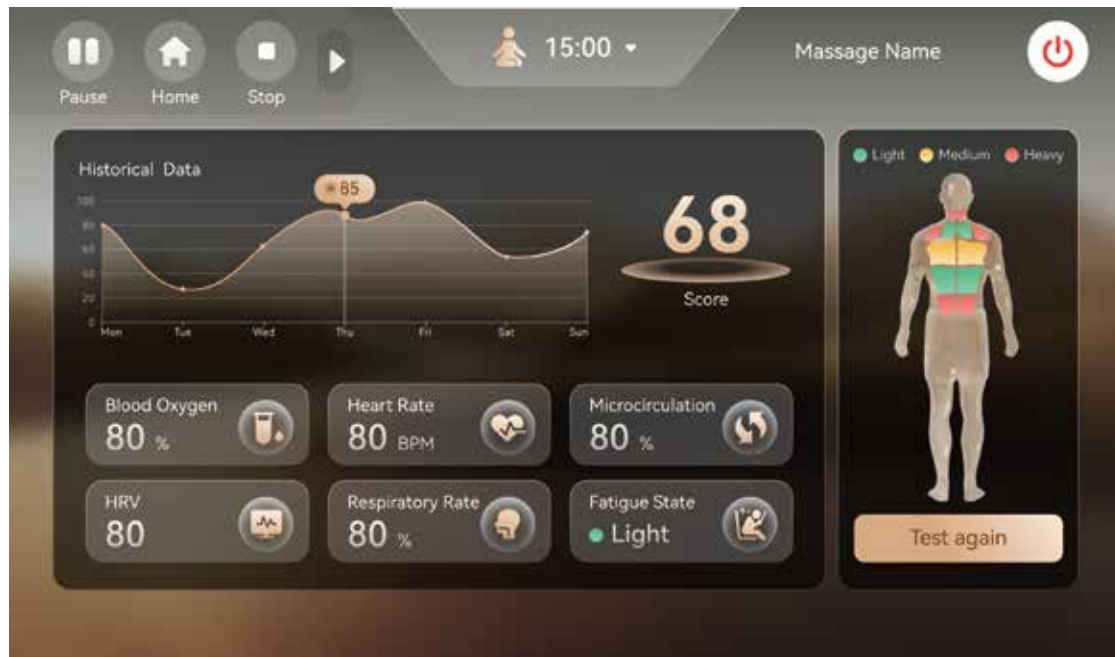 15:00
Massage Name
Pause Home Stop
Historical Data
85
100
80
60
40
20
0
Mon Tue Wed Thu Fri Sat Sun
68
Score
Light Medium Heavy
Blood Oxygen
80 %
Heart Rate
80 BPM
Microcirculation
80 %
HRV
80
Respiratory Rate
80 %
Fatigue State
Light
Test again